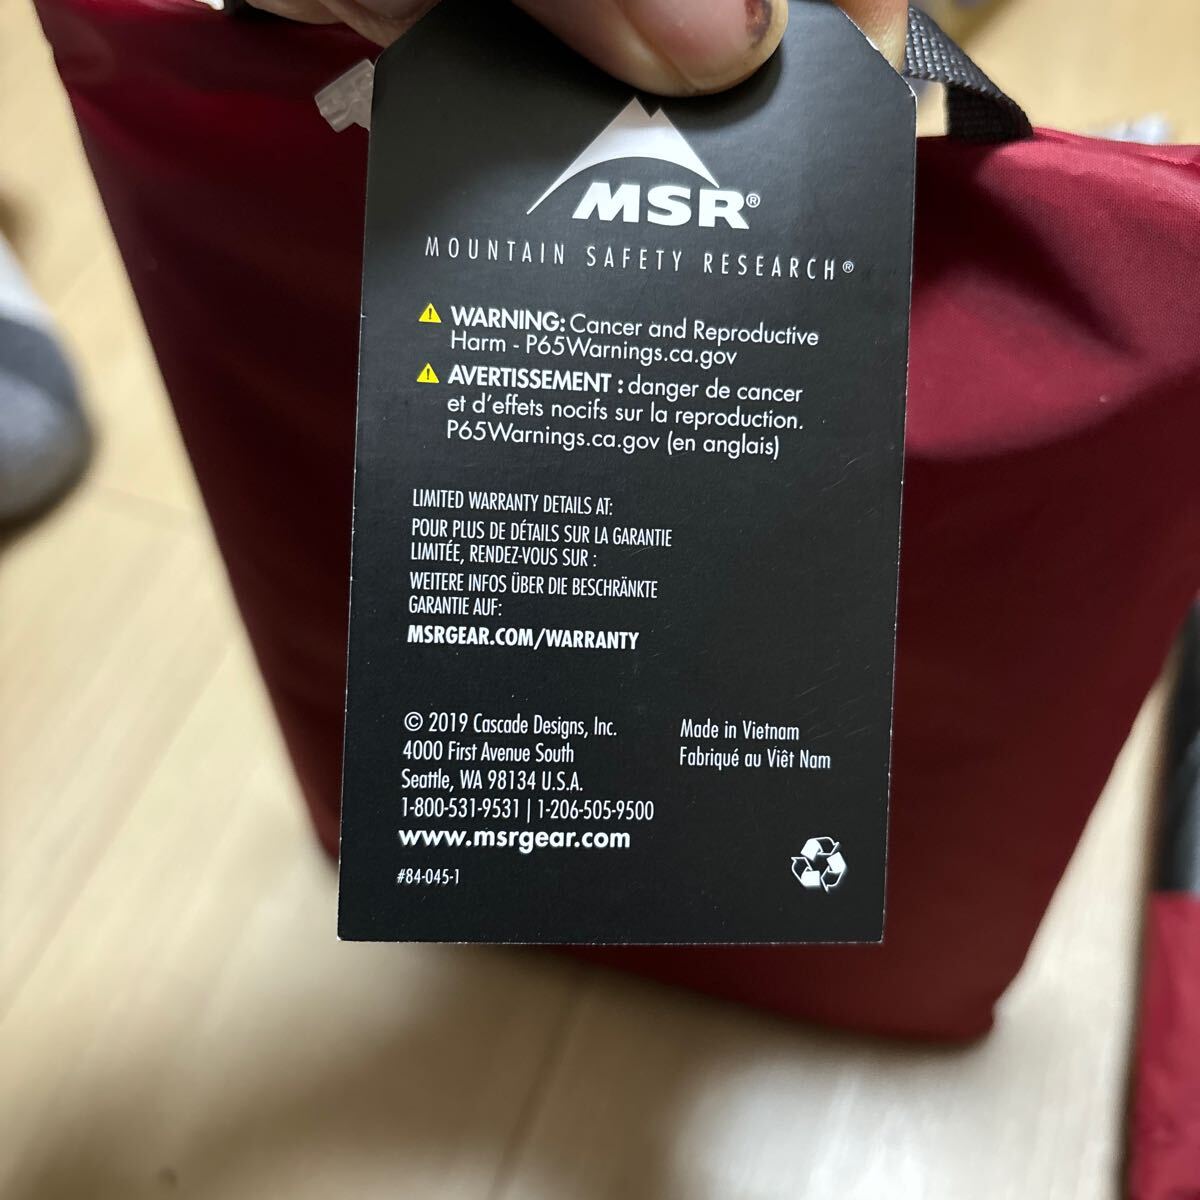 MSR®
MOUNTAIN SAFETY RESEARCH®
WARNING: Cancer and Reproductive
Harm - P65Warnings.ca.gov
AVERTISSEMENT : danger de cancer
et d'effets nocifs sur la reproduction.
P65Warnings.ca.gov (en anglais)
LIMITED WARRANTY DETAILS AT:
POUR PLUS DE DÉTAILS SUR LA GARANTIE
LIMITÉE, RENDEZ-VOUS SUR :
WEITERE INFOS ÜBER DIE BESCHRÄNKTE
GARANTIE AUF:
MSRGEAR.COM/WARRANTY
© 2019 Cascade Designs, Inc.
4000 First Avenue South
Seattle, WA 98134 U.S.A.
1-800-531-9531 | 1-206-505-9500
www.msrgear.com
#84-045-1
Made in Vietnam
Fabriqué au Viêt Nam